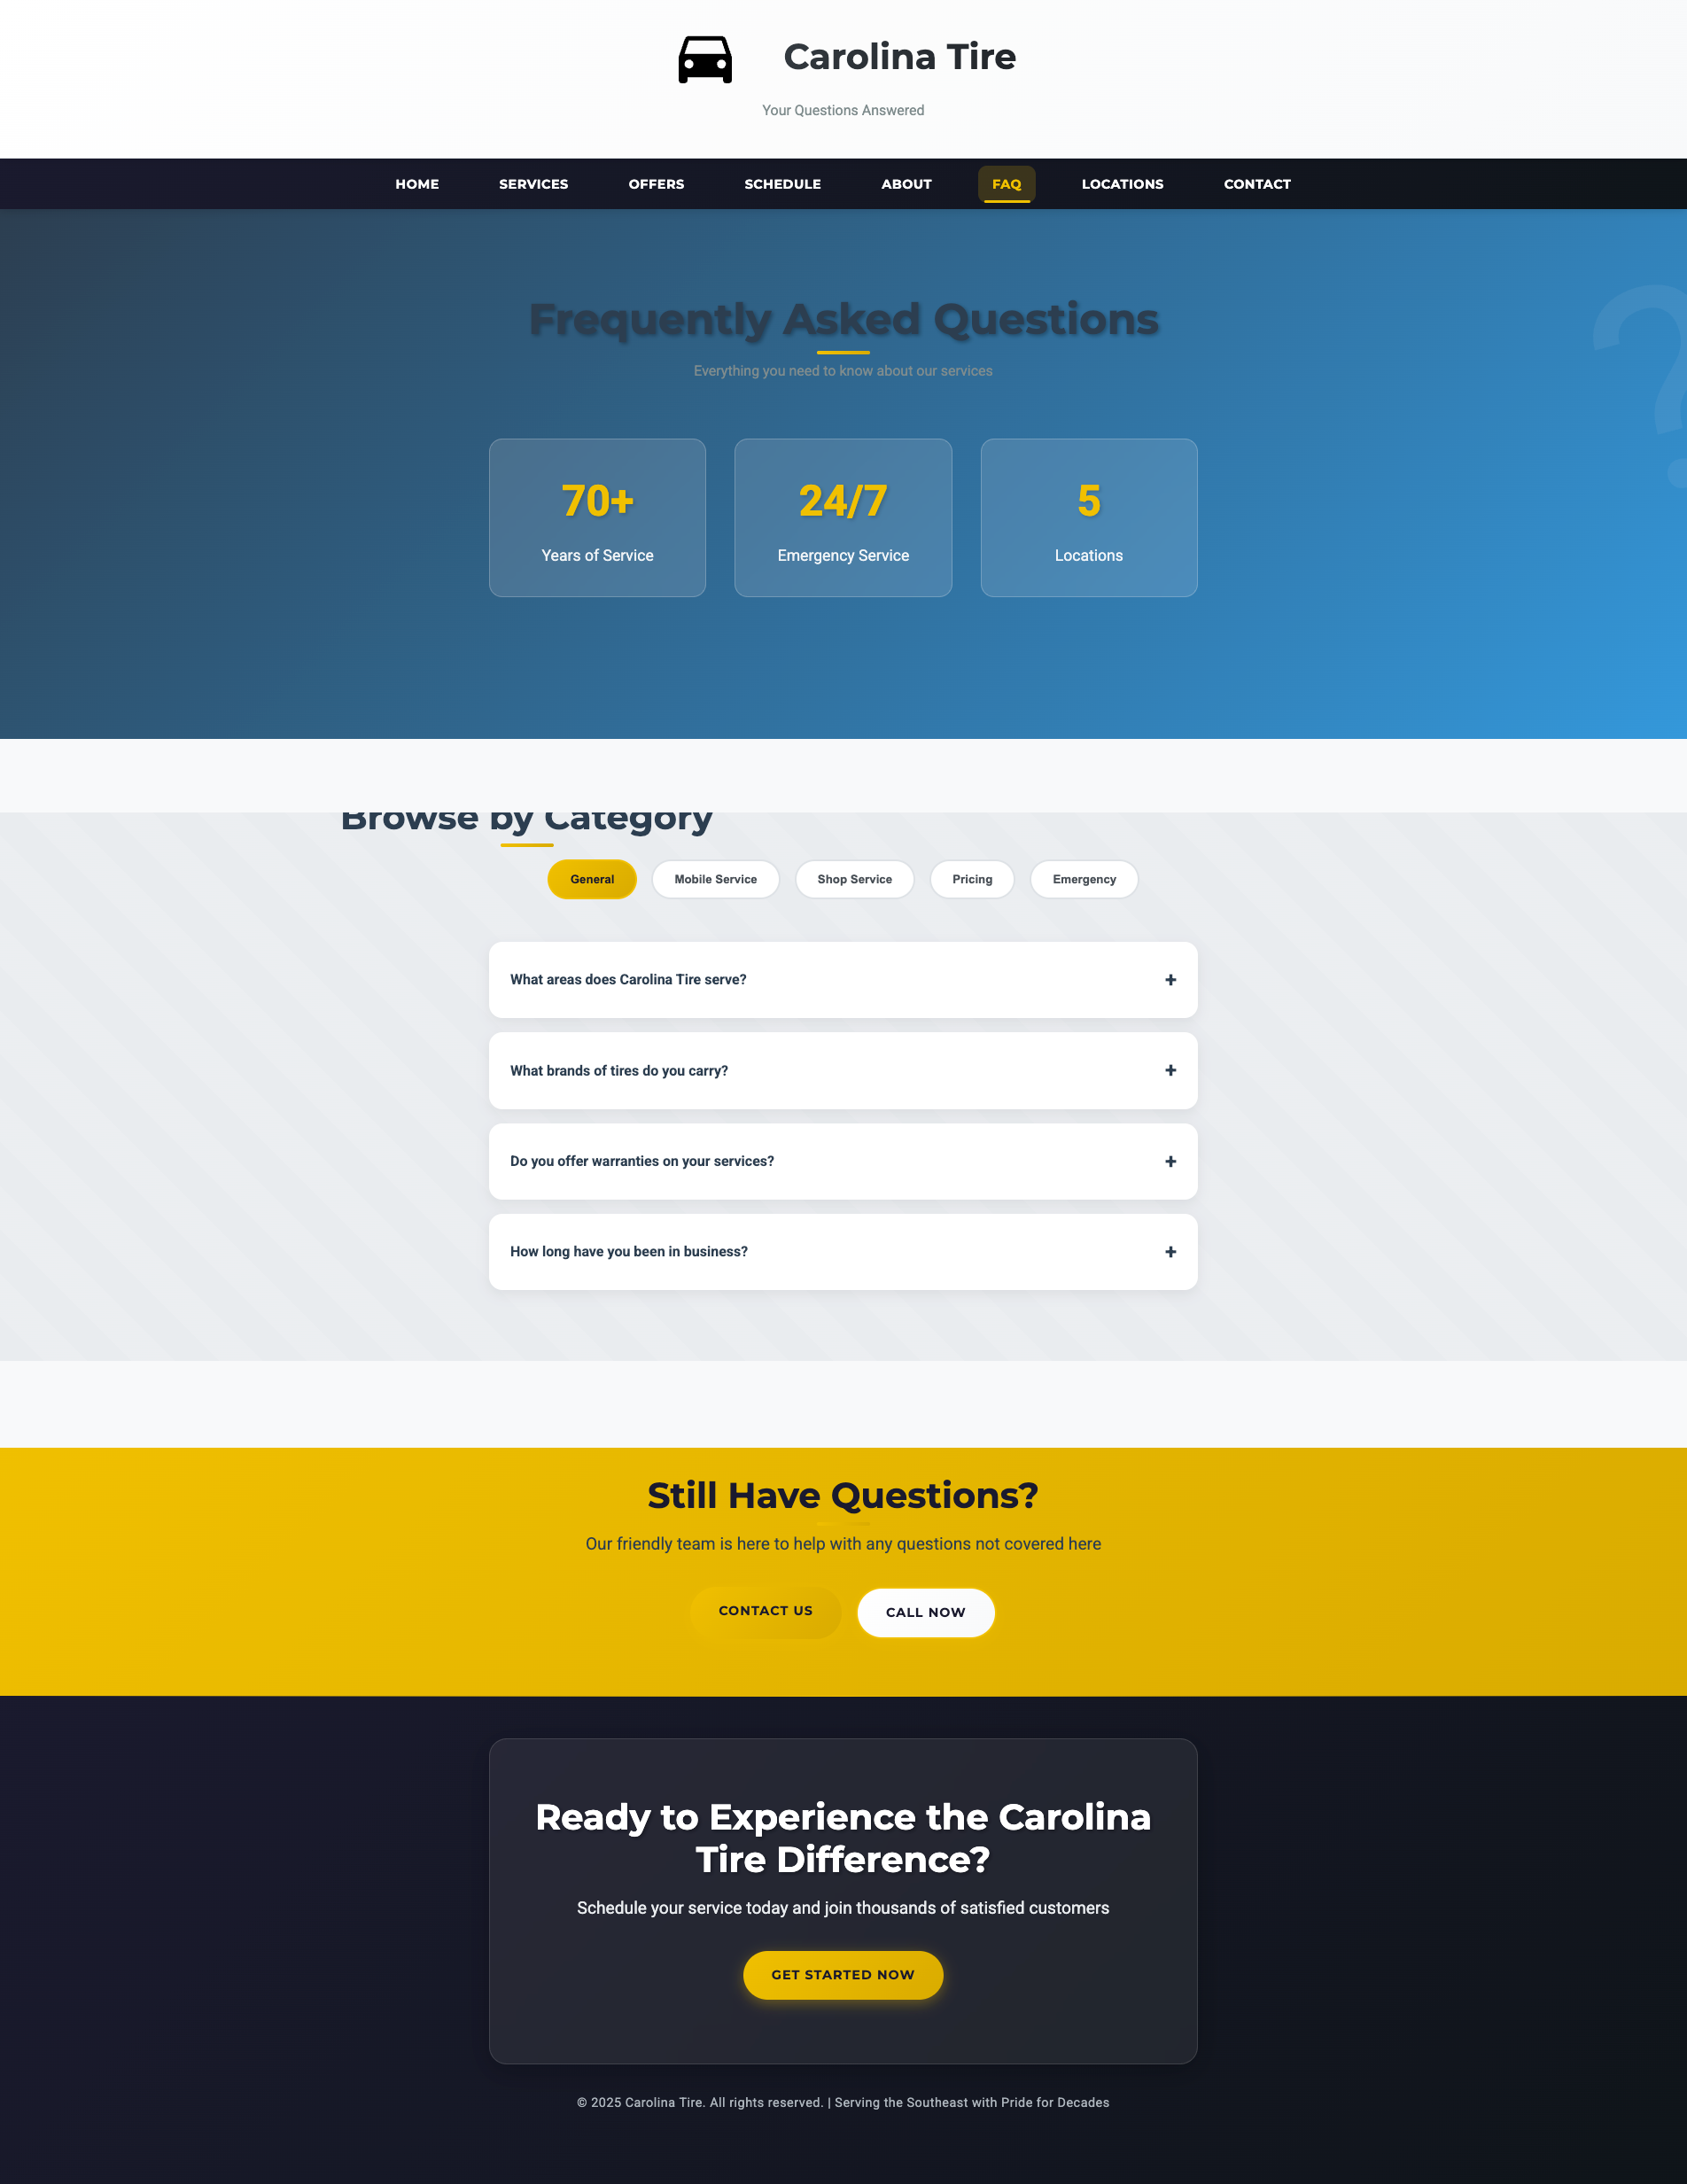 Carolina Tire
Your Questions Answered
HOME SERVICES OFFERS SCHEDULE ABOUT FAQ LOCATIONS CONTACT
Frequently Asked Questions
Everything you need to know about our services
?
70+
Years of Service
24/7
Emergency Service
5
Locations
Browse by Category
General Mobile Service Shop Service Pricing Emergency
What areas does Carolina Tire serve? +
What brands of tires do you carry? +
Do you offer warranties on your services? +
How long have you been in business? +
Still Have Questions?
Our friendly team is here to help with any questions not covered here
CONTACT US CALL NOW
Ready to Experience the Carolina
Tire Difference?
Schedule your service today and join thousands of satisfied customers
GET STARTED NOW
© 2025 Carolina Tire. All rights reserved. | Serving the Southeast with Pride for Decades